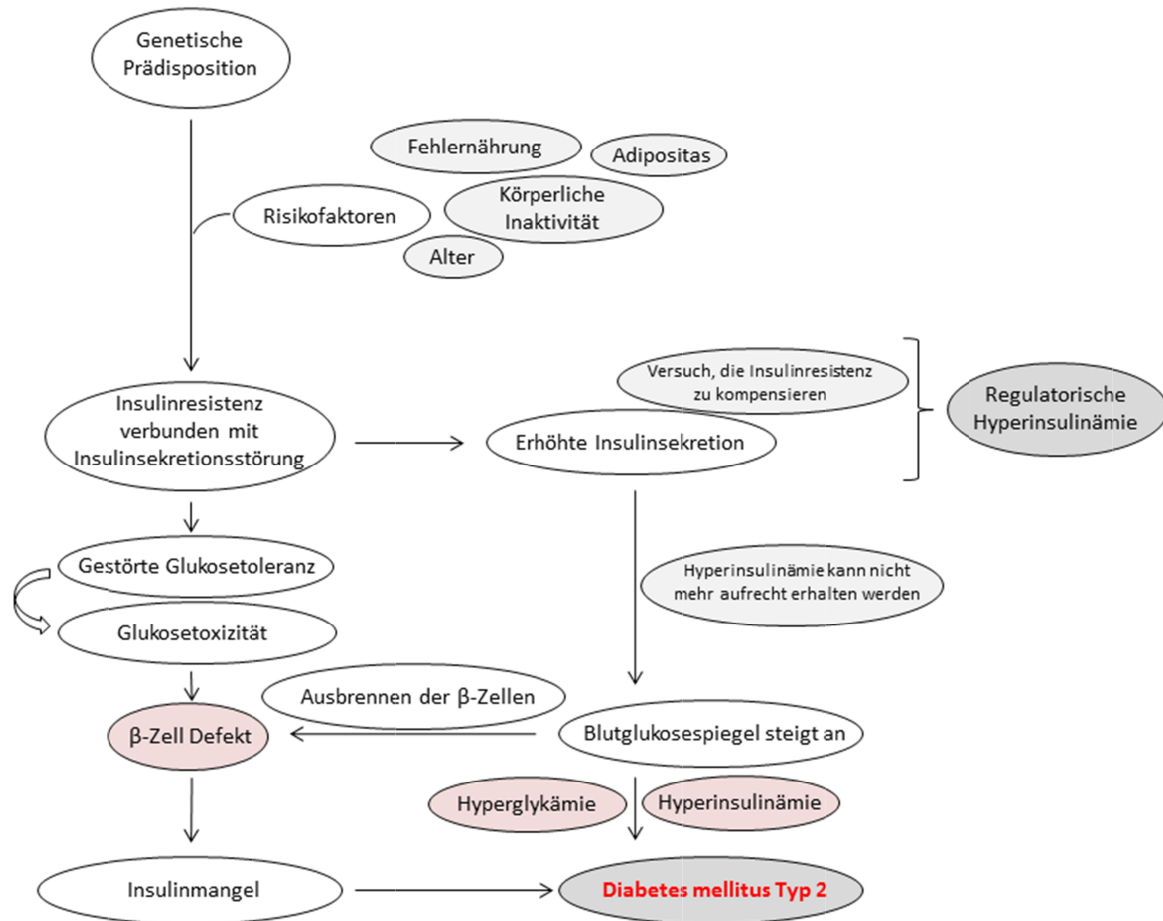 Genetische
Prädisposition
Fehlernährung
Adipositas
Körperliche
Inaktivität
Risikofaktoren
Alter
Versuch, die Insulinresistenz
zu kompensieren
Regulatorische
Hyperinsulinämie
Insulinresistenz
verbunden mit
Insulinsekretionsstörung
Erhöhte Insulinsekretion
Gestörte Glukosetoleranz
Hyperinsulinämie kann nicht
mehr aufrecht erhalten werden
Glukosetoxizität
Ausbrennen der β-Zellen
β-Zell Defekt
Blutglukosespiegel steigt an
Hyperglykämie
Hyperinsulinämie
Insulinmangel
Diabetes mellitus Typ 2